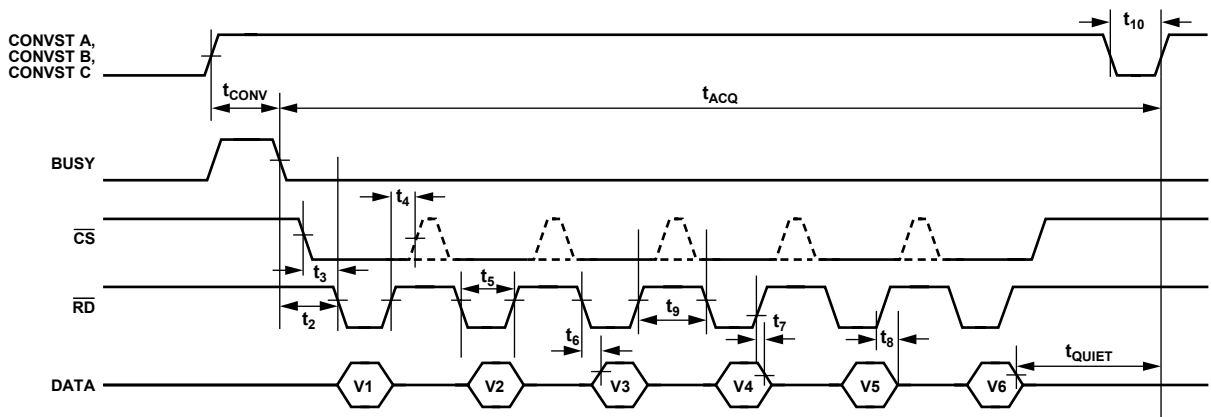 CONVST A,
CONVST B,
CONVST C
t10
tCONV
tACQ
BUSY
t4
CS
t3
t5
RD
t2
t9
t6
t7
t8
tQUIET
DATA
V1
V2
V3
V4
V5
V6